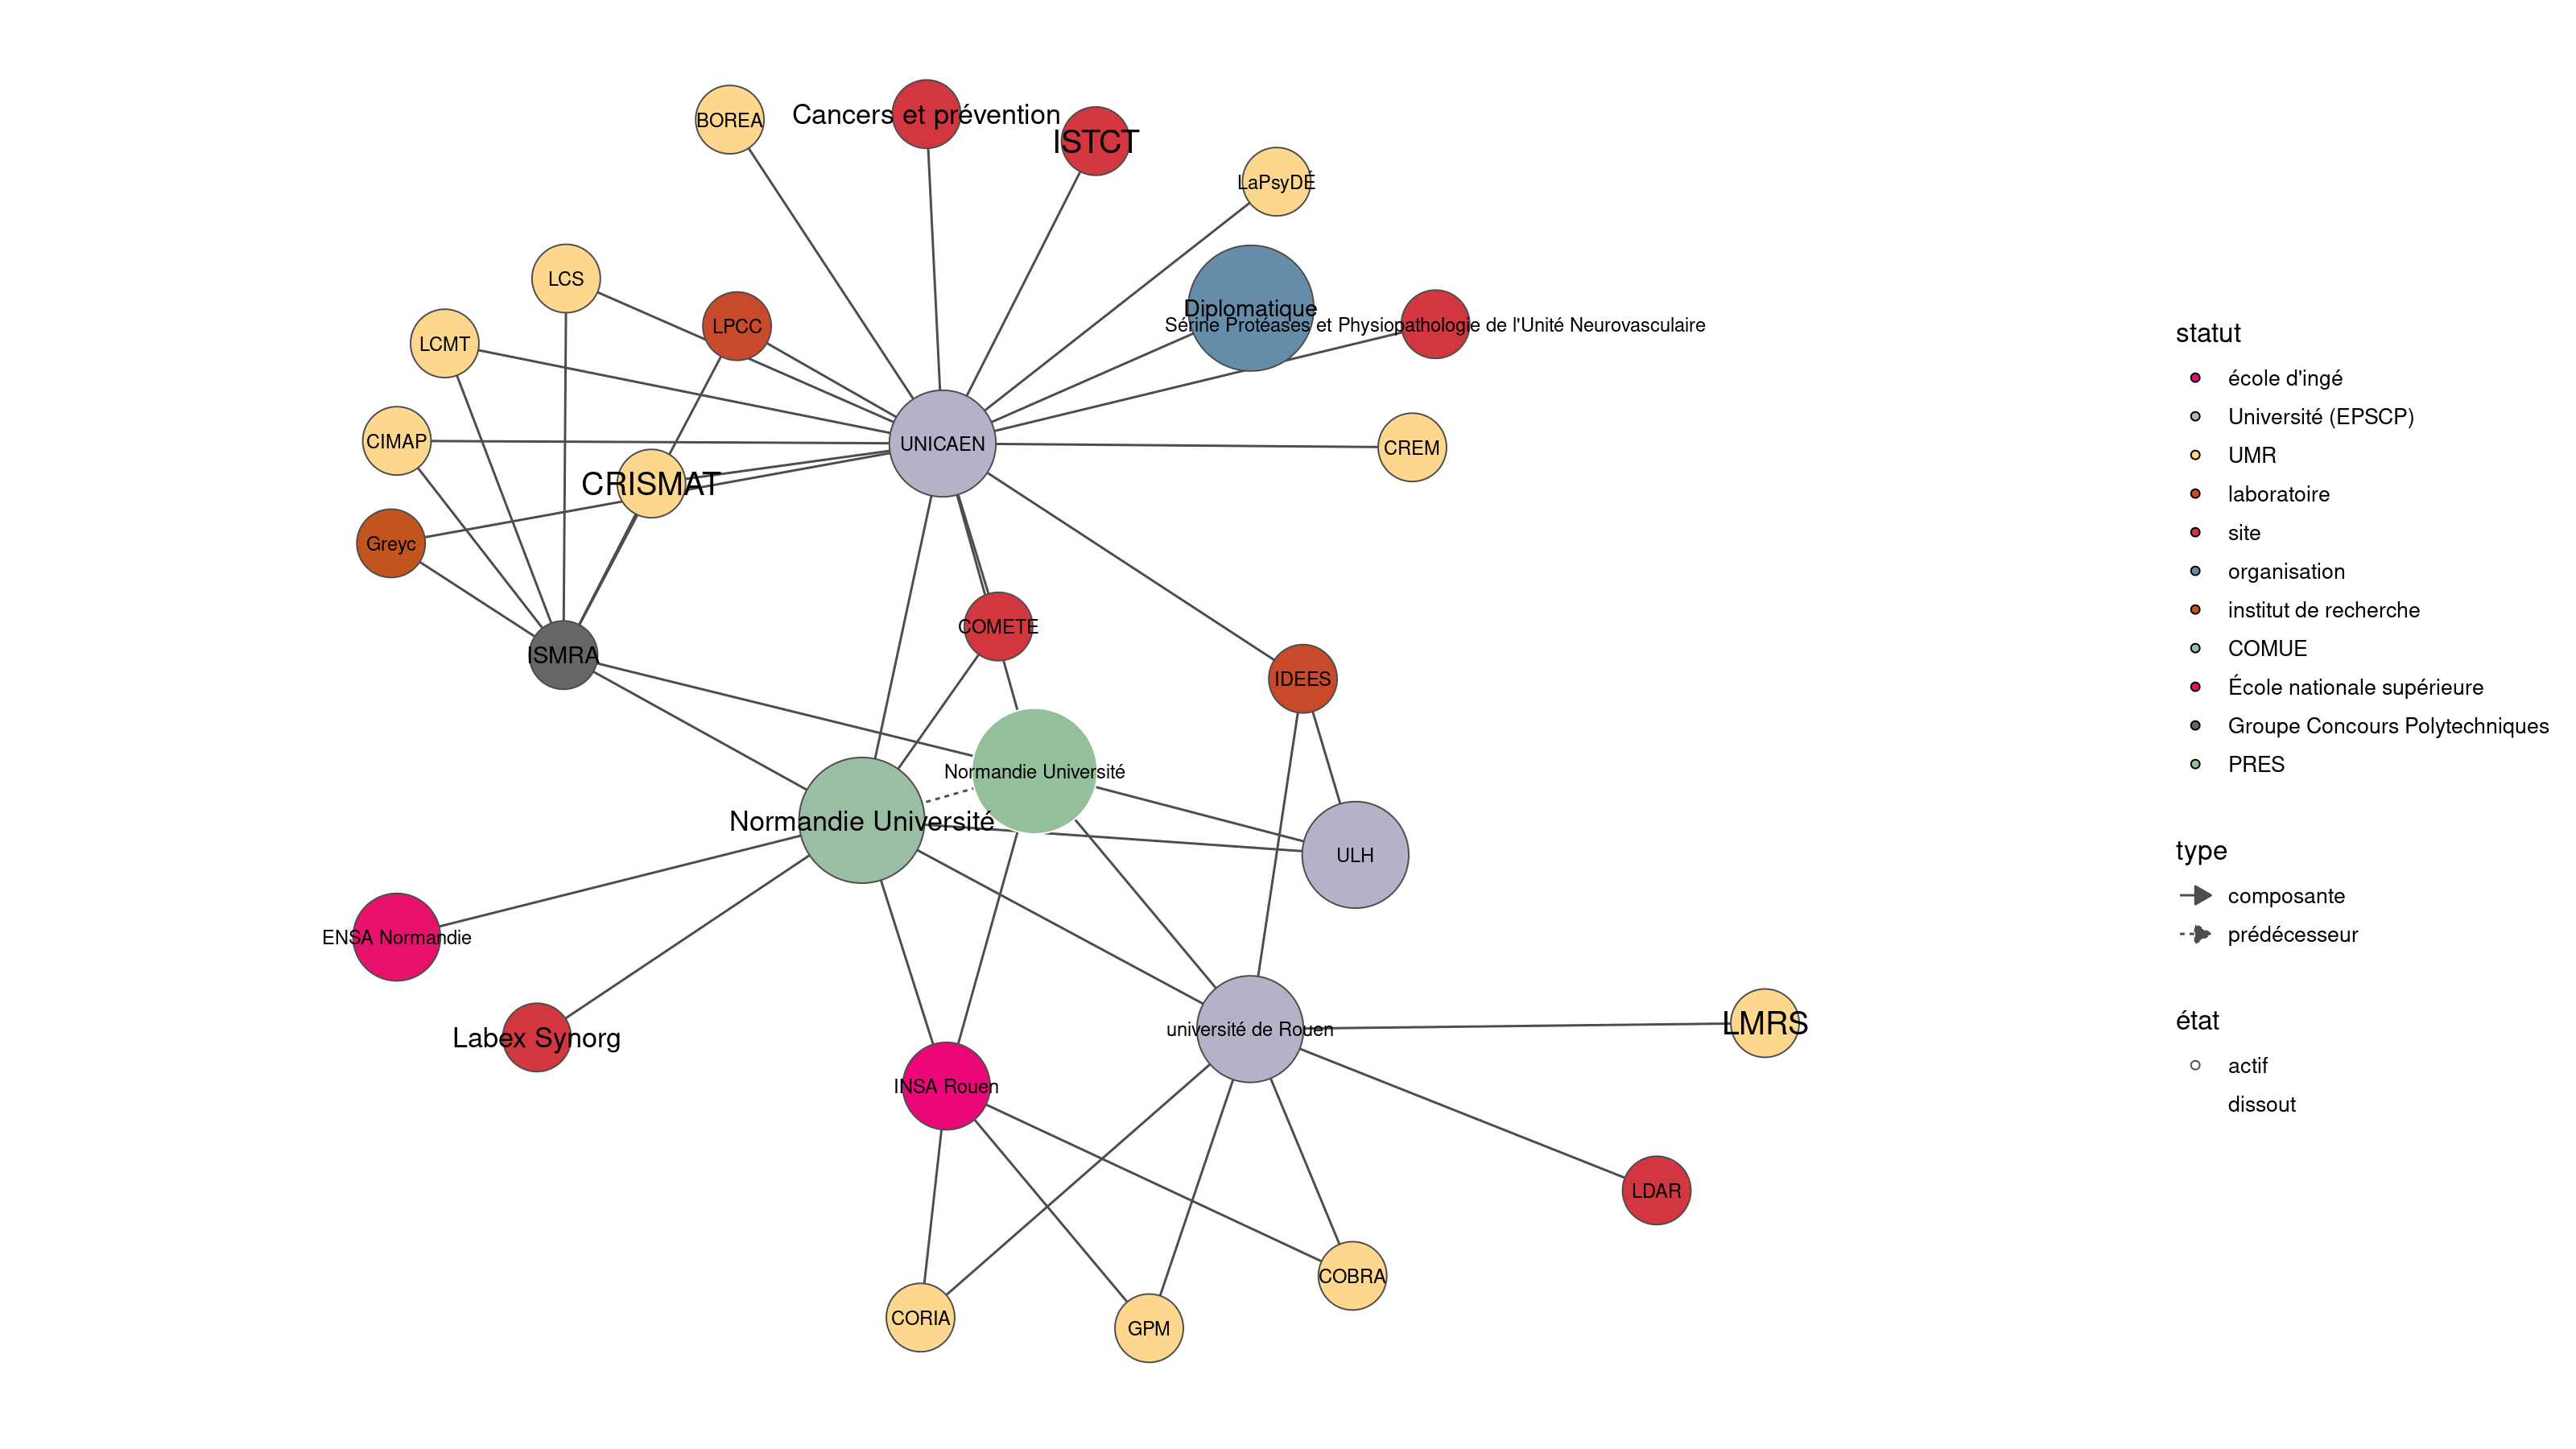 BOREA
Cancers et prévention
ISTCT
LaPsyDÉ
LCS
LPCC
LCMT
Diplomatique
Sérine Protéases et Physiopathologie de l'Unité Neurovasculaire
CIMAP
UNICAEN
CREM
CRISMAT
Greyc
COMETE
ISMRA
IDEES
Normandie Université
Normandie Université
ULH
ENSA Normandie
Labex Synorg
université de Rouen
LMRS
INSA Rouen
LDAR
COBRA
CORIA
GPM
statut
école d'ingé
Université (EPSCP)
UMR
laboratoire
site
organisation
institut de recherche
COMUE
École nationale supérieure
Groupe Concours Polytechniques
PRES
type
composante
prédécesseur
état
actif
dissout